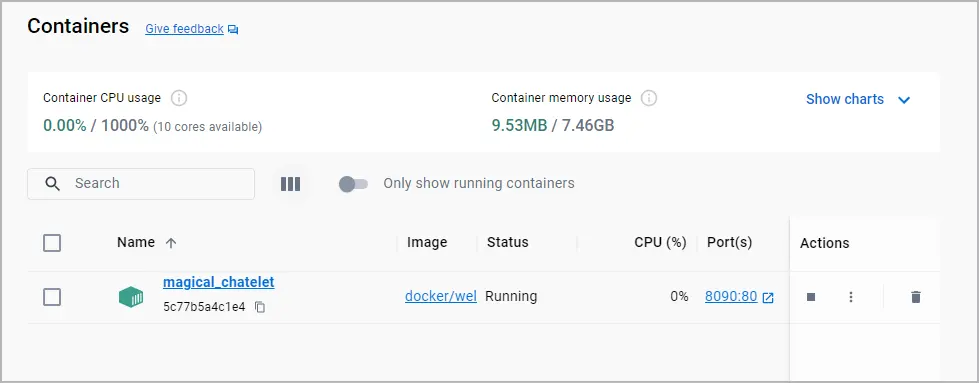 Containers Give feedback
Container CPU usage Container memory usage Show charts
0.00% / 1000% (10 cores available) 9.53MB / 7.46GB
Search Only show running containers
Name Image Status CPU (%) Port(s) Actions
magical_chatelet
docker/wel Running 0% 8090:80
5c77b5a4c1e4